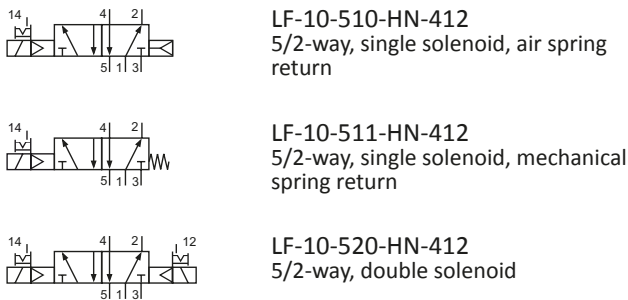 14 4 2
5 1 3
LF-10-510-HN-412
5/2-way, single solenoid, air spring
return
14 4 2
5 1 3
LF-10-511-HN-412
5/2-way, single solenoid, mechanical
spring return
14 4 2 12
5 1 3
LF-10-520-HN-412
5/2-way, double solenoid